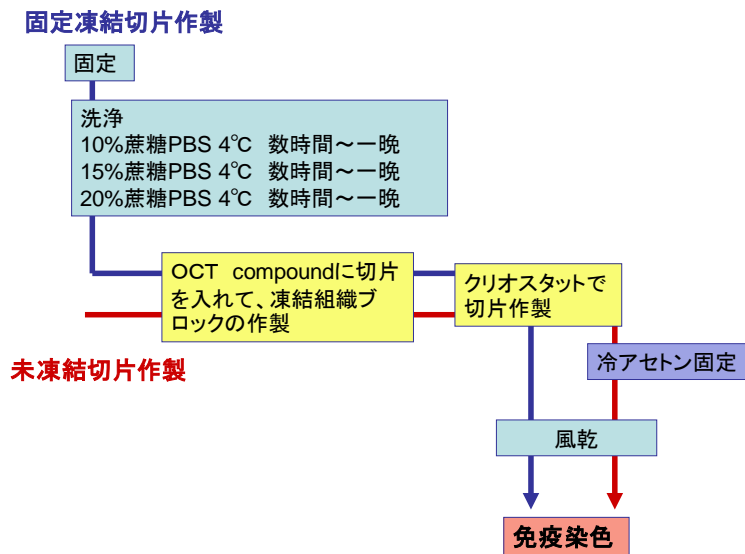 固定凍結切片作製
固定
洗浄
10%蔗糖PBS 4℃ 数時間～一晩
15%蔗糖PBS 4℃ 数時間～一晩
20%蔗糖PBS 4℃ 数時間～一晩
OCT compoundに切片
を入れて、凍結組織ブ
ロックの作製
クリオスタットで
切片作製
未凍結切片作製
冷アセトン固定
風乾
免疫染色